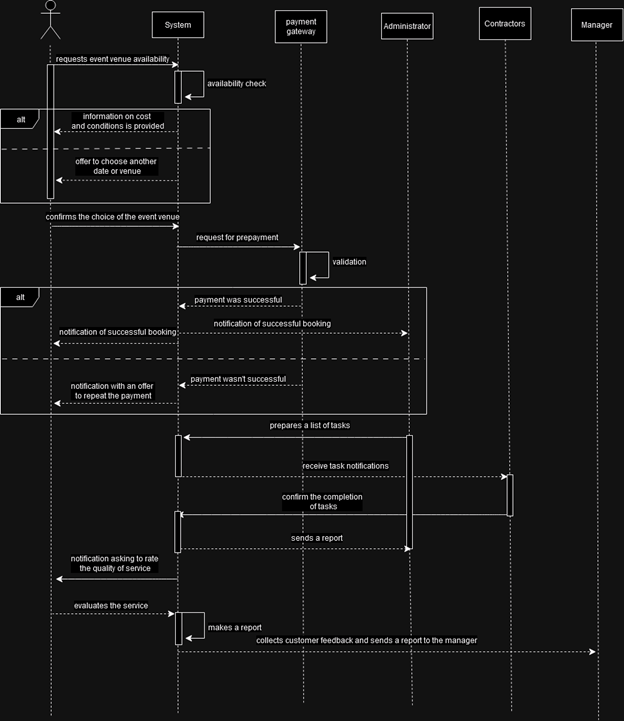 System
payment
gateway
Administrator
Contractors
Manager
requests event venue availability
availability check
alt
information on cost
and conditions is provided
offer to choose another
date or venue
confirms the choice of the event venue
request for prepayment
validation
alt
payment was successful
notification of successful booking
notification of successful booking
payment wasn't successful
notification with an offer
to repeat the payment
prepares a list of tasks
receive task notifications
confirm the completion
of tasks
sends a report
notification asking to rate
the quality of service
evaluates the service
makes a report
collects customer feedback and sends a report to the manager